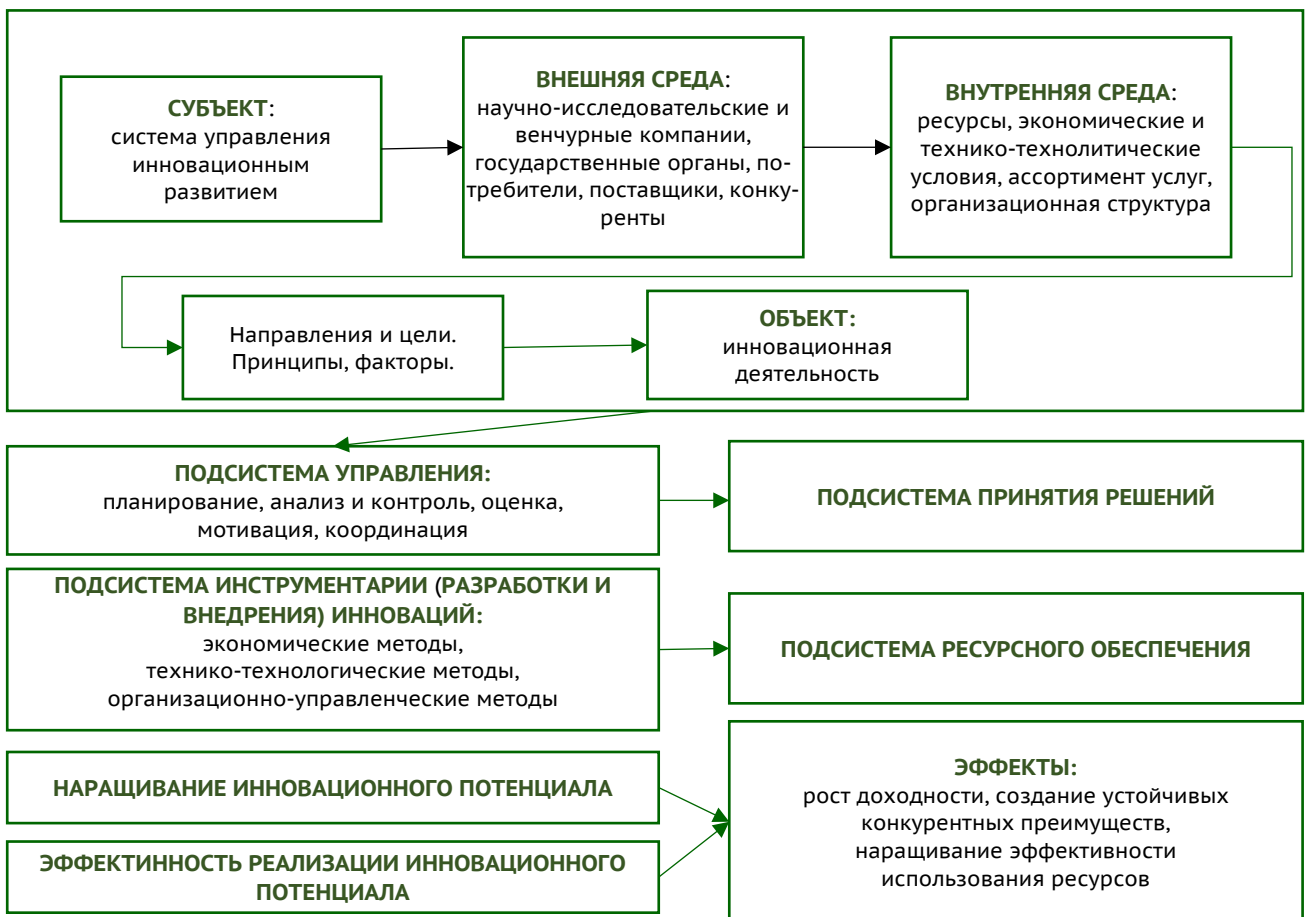 СУБЪЕКТ:
система управления
инновационным
развитием
ВНЕШНЯЯ СРЕДА:
научно-исследовательские и
венчурные компании,
государственные органы, по-
требители, поставщики, конку-
ренты
ВНУТРЕННЯЯ СРЕДА:
ресурсы, экономические и
технико-технолитические
условия, ассортимент услуг,
организационная структура
Направления и цели.
Принципы, факторы.
ОБЪЕКТ:
инновационная
деятельность
ПОДСИСТЕМА УПРАВЛЕНИЯ:
планирование, анализ и контроль, оценка,
мотивация, координация
ПОДСИСТЕМА ПРИНЯТИЯ РЕШЕНИЙ
ПОДСИСТЕМА ИНСТРУМЕНТАРИИ (РАЗРАБОТКИ И
ВНЕДРЕНИЯ) ИННОВАЦИЙ:
экономические методы,
технико-технологические методы,
организационно-управленческие методы
ПОДСИСТЕМА РЕСУРСНОГО ОБЕСПЕЧЕНИЯ
НАРАЩИВАНИЕ ИННОВАЦИОННОГО ПОТЕНЦИАЛА
ЭФФЕКТИННОСТЬ РЕАЛИЗАЦИИ ИННОВАЦИОННОГО
ПОТЕНЦИАЛА
ЭФФЕКТЫ:
рост доходности, создание устойчивых
конкурентных преимуществ,
наращивание эффективности
использования ресурсов